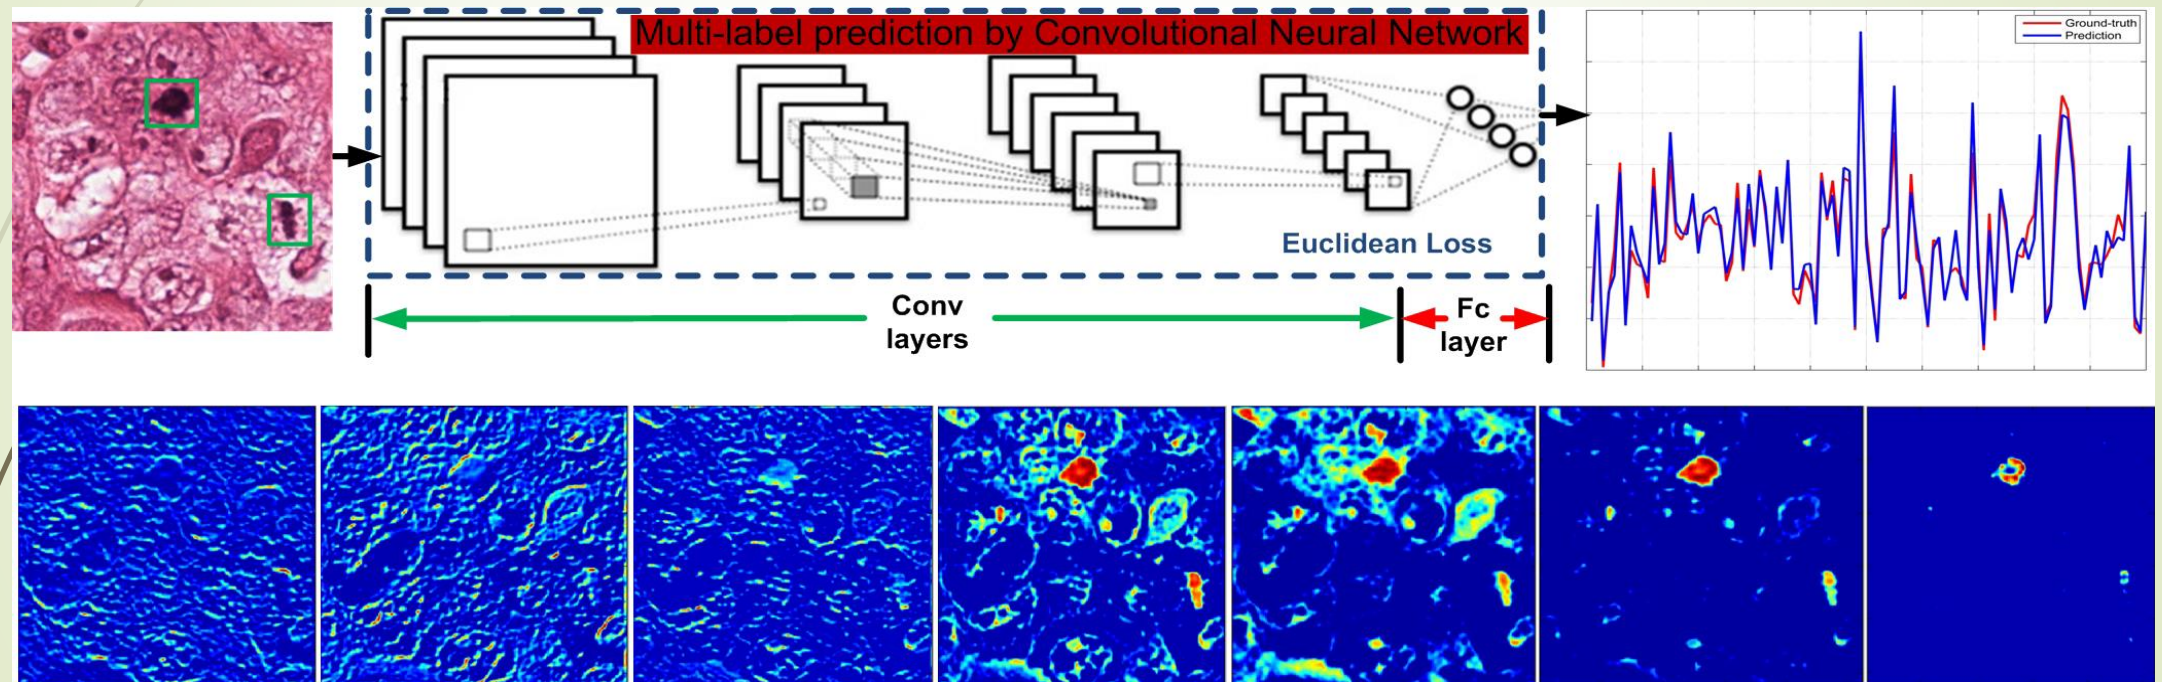 Multi-label prediction by Convolutional Neural Network
Ground-truth
Prediction
Euclidean Loss
Conv
layers
Fc
layer